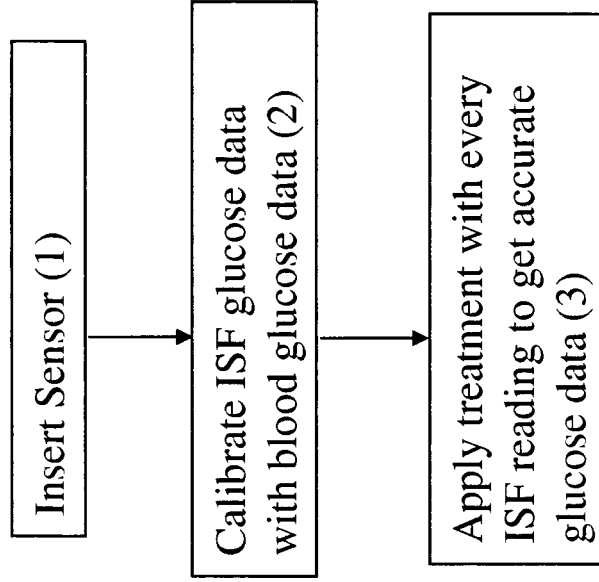 Insert Sensor (1)
Calibrate ISF glucose data
with blood glucose data (2)
Apply treatment with every
ISF reading to get accurate
glucose data (3)